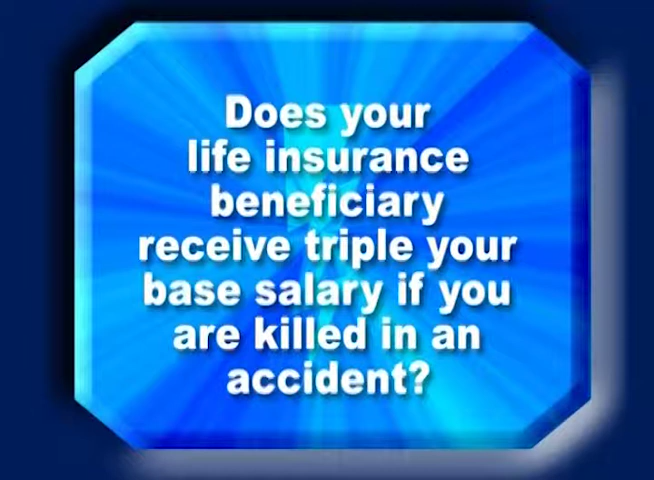 Does your
life insurance
beneficiary
receive triple your
base salary if you
are killed in an
accident?